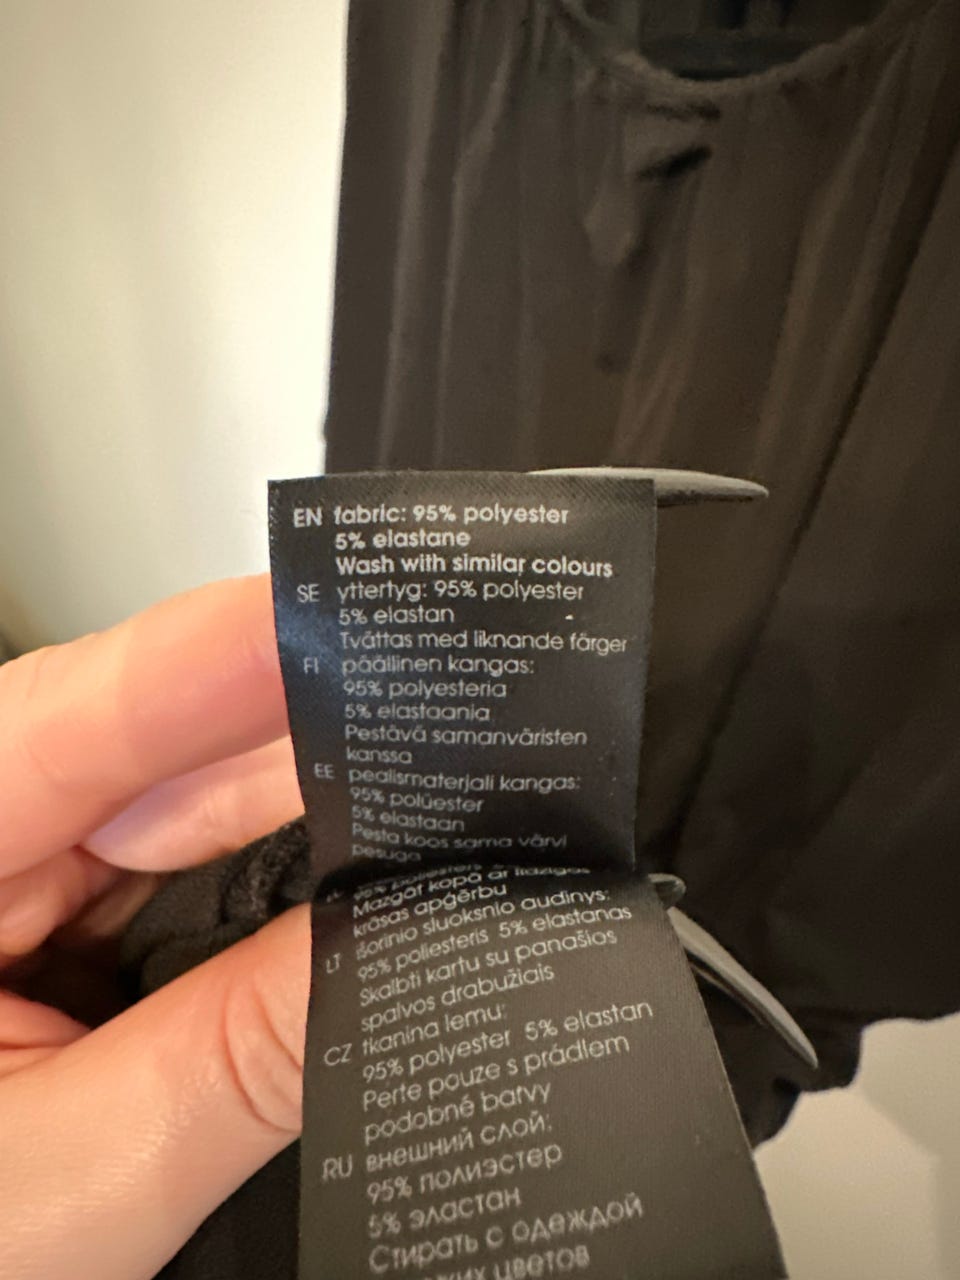 EN fabric: 95% polyester
5% elastane
Wash with similar colours
SE yttertyg: 95% polyester
5% elastan
Tvättas med liknande färger
FI päällinen kangas:
95% polyesteria
5% elastaania
Pestävä samanväristen
kanssa
EE pealismaterjali kangas:
95% polüester
5% elastaan
Pesta koos sama värvi
pesuga
Mazgāt kopā ar līdzīgas
krāsas apģērbu
LT išorinio sluoksnio audinys:
95% poliesteris 5% elastanas
Skalbti kartu su panašios
spalvos drabužiais
CZ tkanina lemu:
95% polyester 5% elastan
Perte pouze s prádlem
podobné barvy
RU внешний слой:
95% полиэстер
5% эластан
Стирать с одеждой
цветов